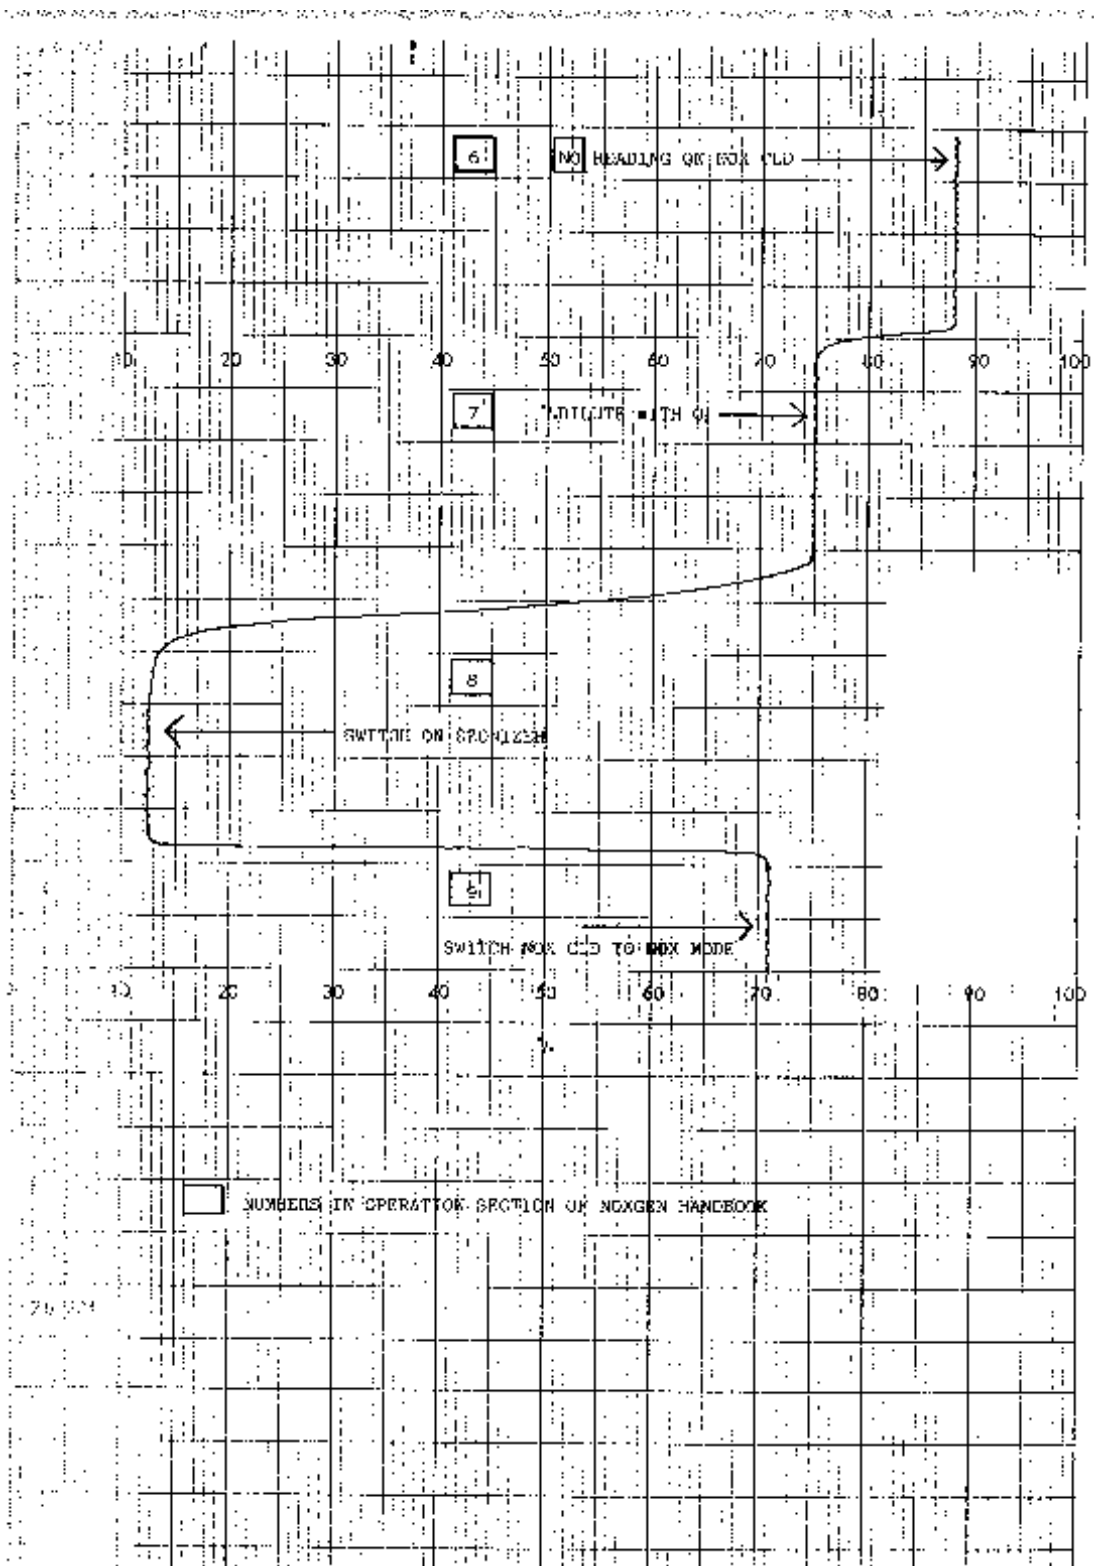 6 NO READING ON NOX CLD
10 20 30 40 50 60 70 80 90 100
7 DILUTE WITH
8
SWITCH ON
9
SWITCH NOX CLD TO NOX MODE
10 20 30 40 50 60 70 80 90 100
NUMBERS IN OPERATION SECTION OF NOXGEN HANDBOOK